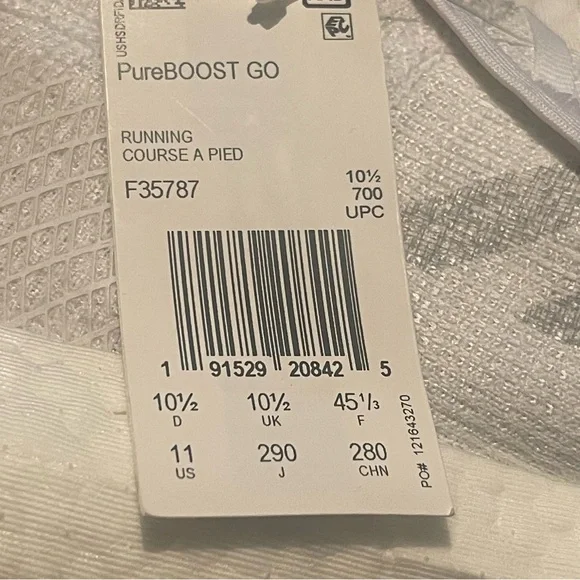 PureBOOST GO
RUNNING
COURSE A PIED
F35787
10½
700
UPC
1 91529 20842 5
10½ 10½ 45⅓
D UK F
11 290 280
US J CHN
PO# 121643270